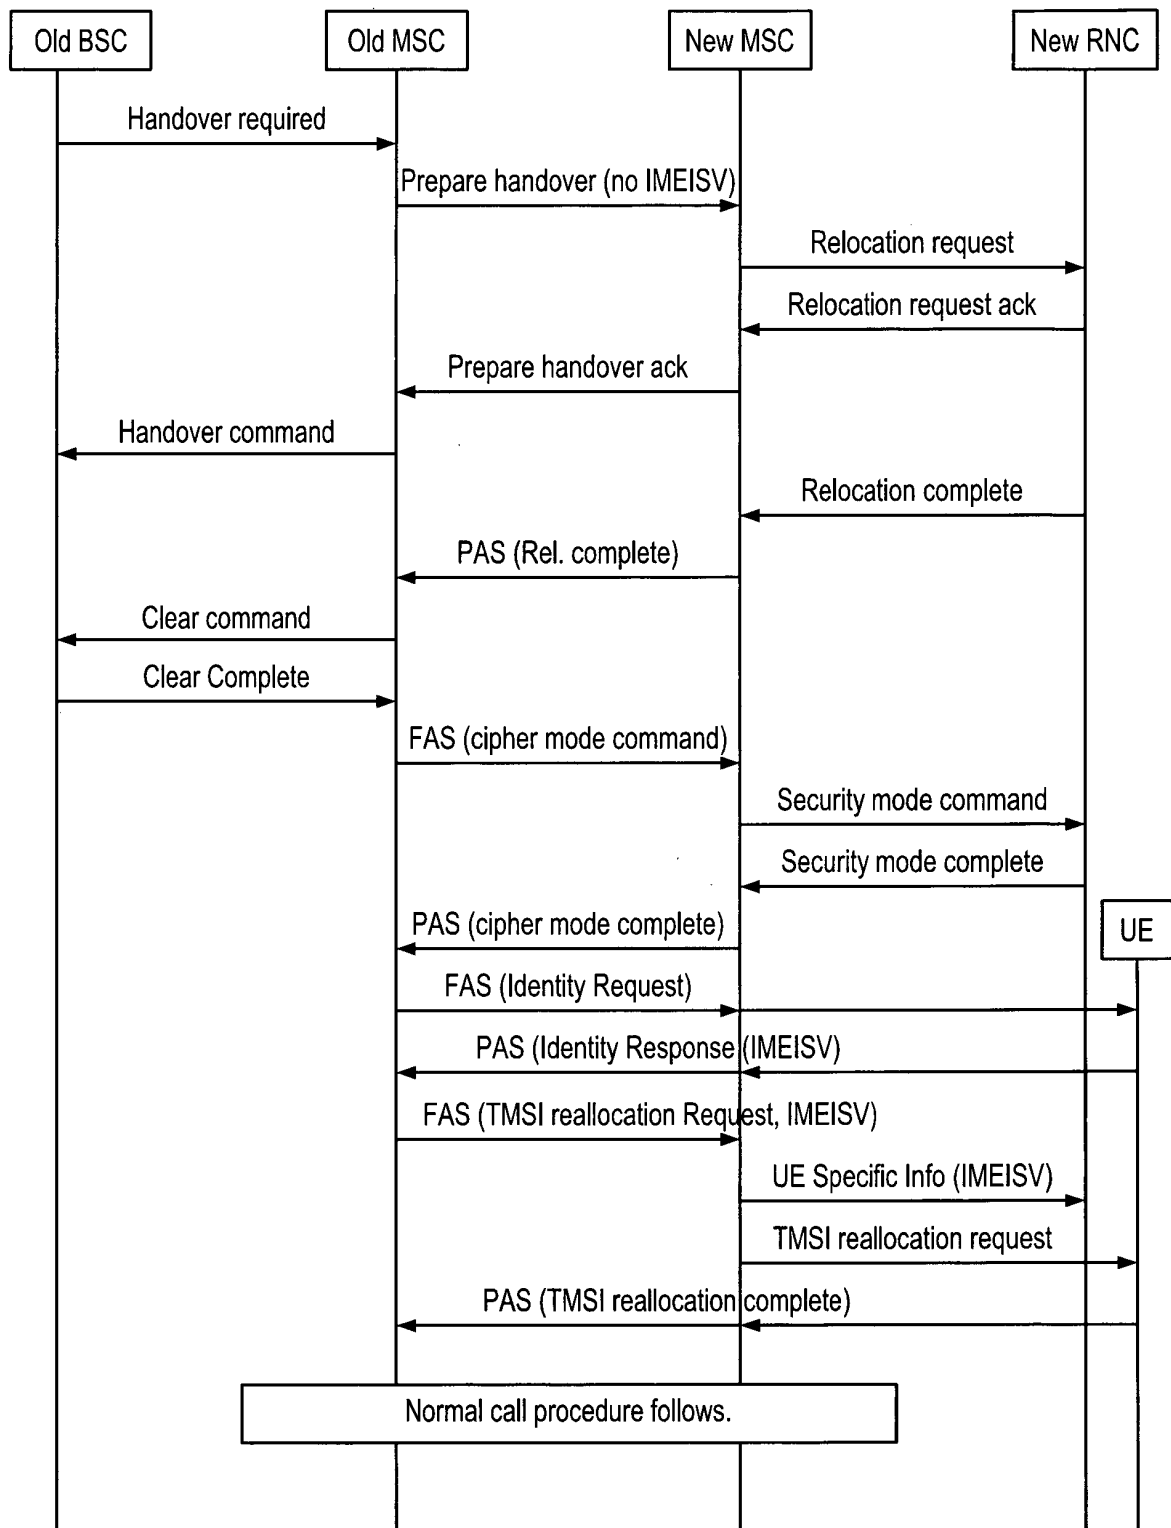 Old BSC
Old MSC
New MSC
New RNC
Handover required
Prepare handover (no IMEISV)
Relocation request
Relocation request ack
Prepare handover ack
Handover command
Relocation complete
PAS (Rel. complete)
Clear command
Clear Complete
FAS (cipher mode command)
Security mode command
Security mode complete
UE
PAS (cipher mode complete)
FAS (Identity Request)
PAS (Identity Response (IMEISV)
FAS (TMSI reallocation Request, IMEISV)
UE Specific Info (IMEISV)
TMSI reallocation request
PAS (TMSI reallocation complete)
Normal call procedure follows.